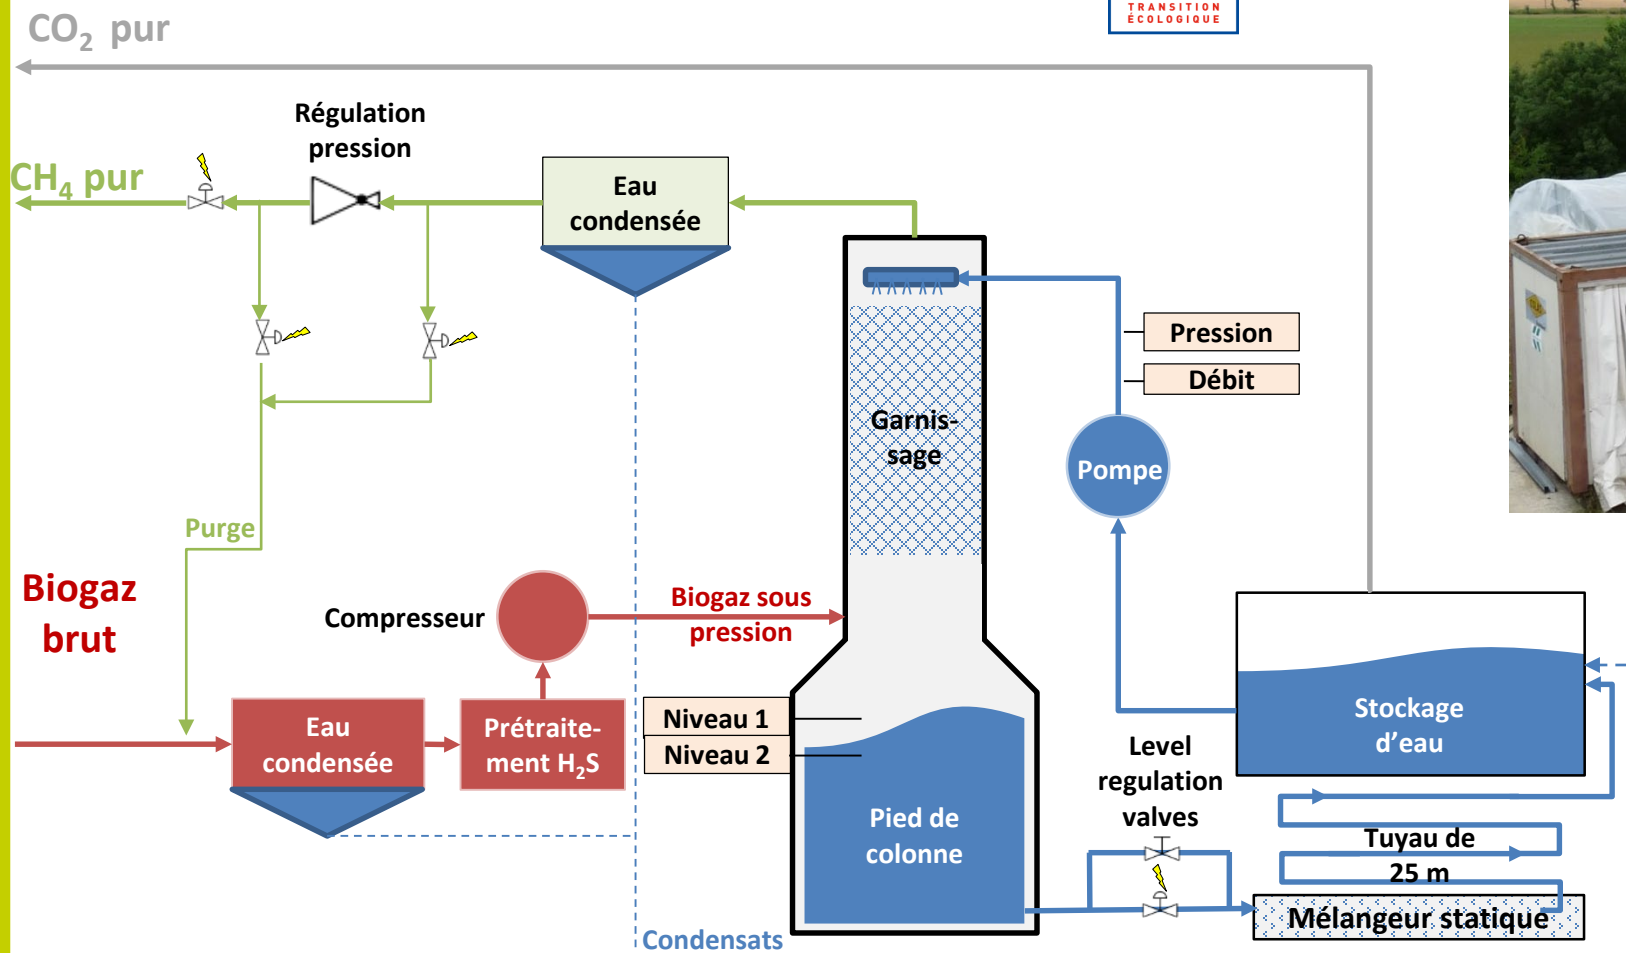 TRANSITION
ÉCOLOGIQUE
CO₂ pur
Régulation
pression
CH₄ pur
Eau
condensée
Pression
Débit
Garnis-
sage
Pompe
Purge
Biogaz
brut
Compresseur
Biogaz sous
pression
Niveau 1
Niveau 2
Eau
condensée
Prétraite-
ment H₂S
Stockage
d'eau
Level
regulation
valves
Pied de
colonne
Tuyau de
25 m
Mélangeur statique
Condensats